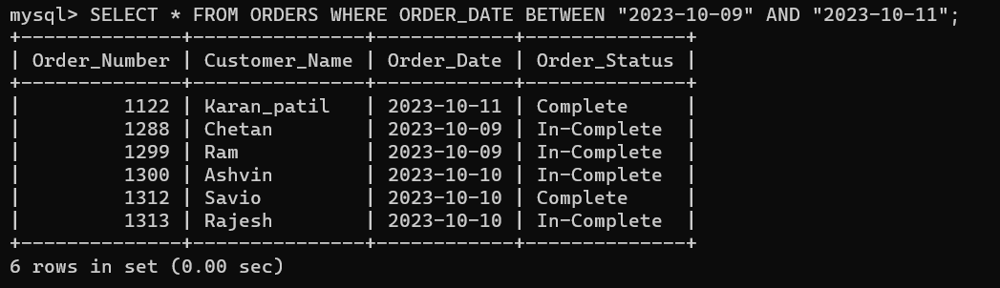 mysql> SELECT * FROM ORDERS WHERE ORDER_DATE BETWEEN "2023-10-09" AND "2023-10-11";
+--------------+---------------+------------+--------------+
| Order_Number | Customer_Name | Order_Date | Order_Status |
+--------------+---------------+------------+--------------+
|         1122 | Karan_patil   | 2023-10-11 | Complete     |
|         1288 | Chetan        | 2023-10-09 | In-Complete  |
|         1299 | Ram           | 2023-10-09 | In-Complete  |
|         1300 | Ashvin        | 2023-10-10 | In-Complete  |
|         1312 | Savio         | 2023-10-10 | Complete     |
|         1313 | Rajesh        | 2023-10-10 | In-Complete  |
+--------------+---------------+------------+--------------+
6 rows in set (0.00 sec)